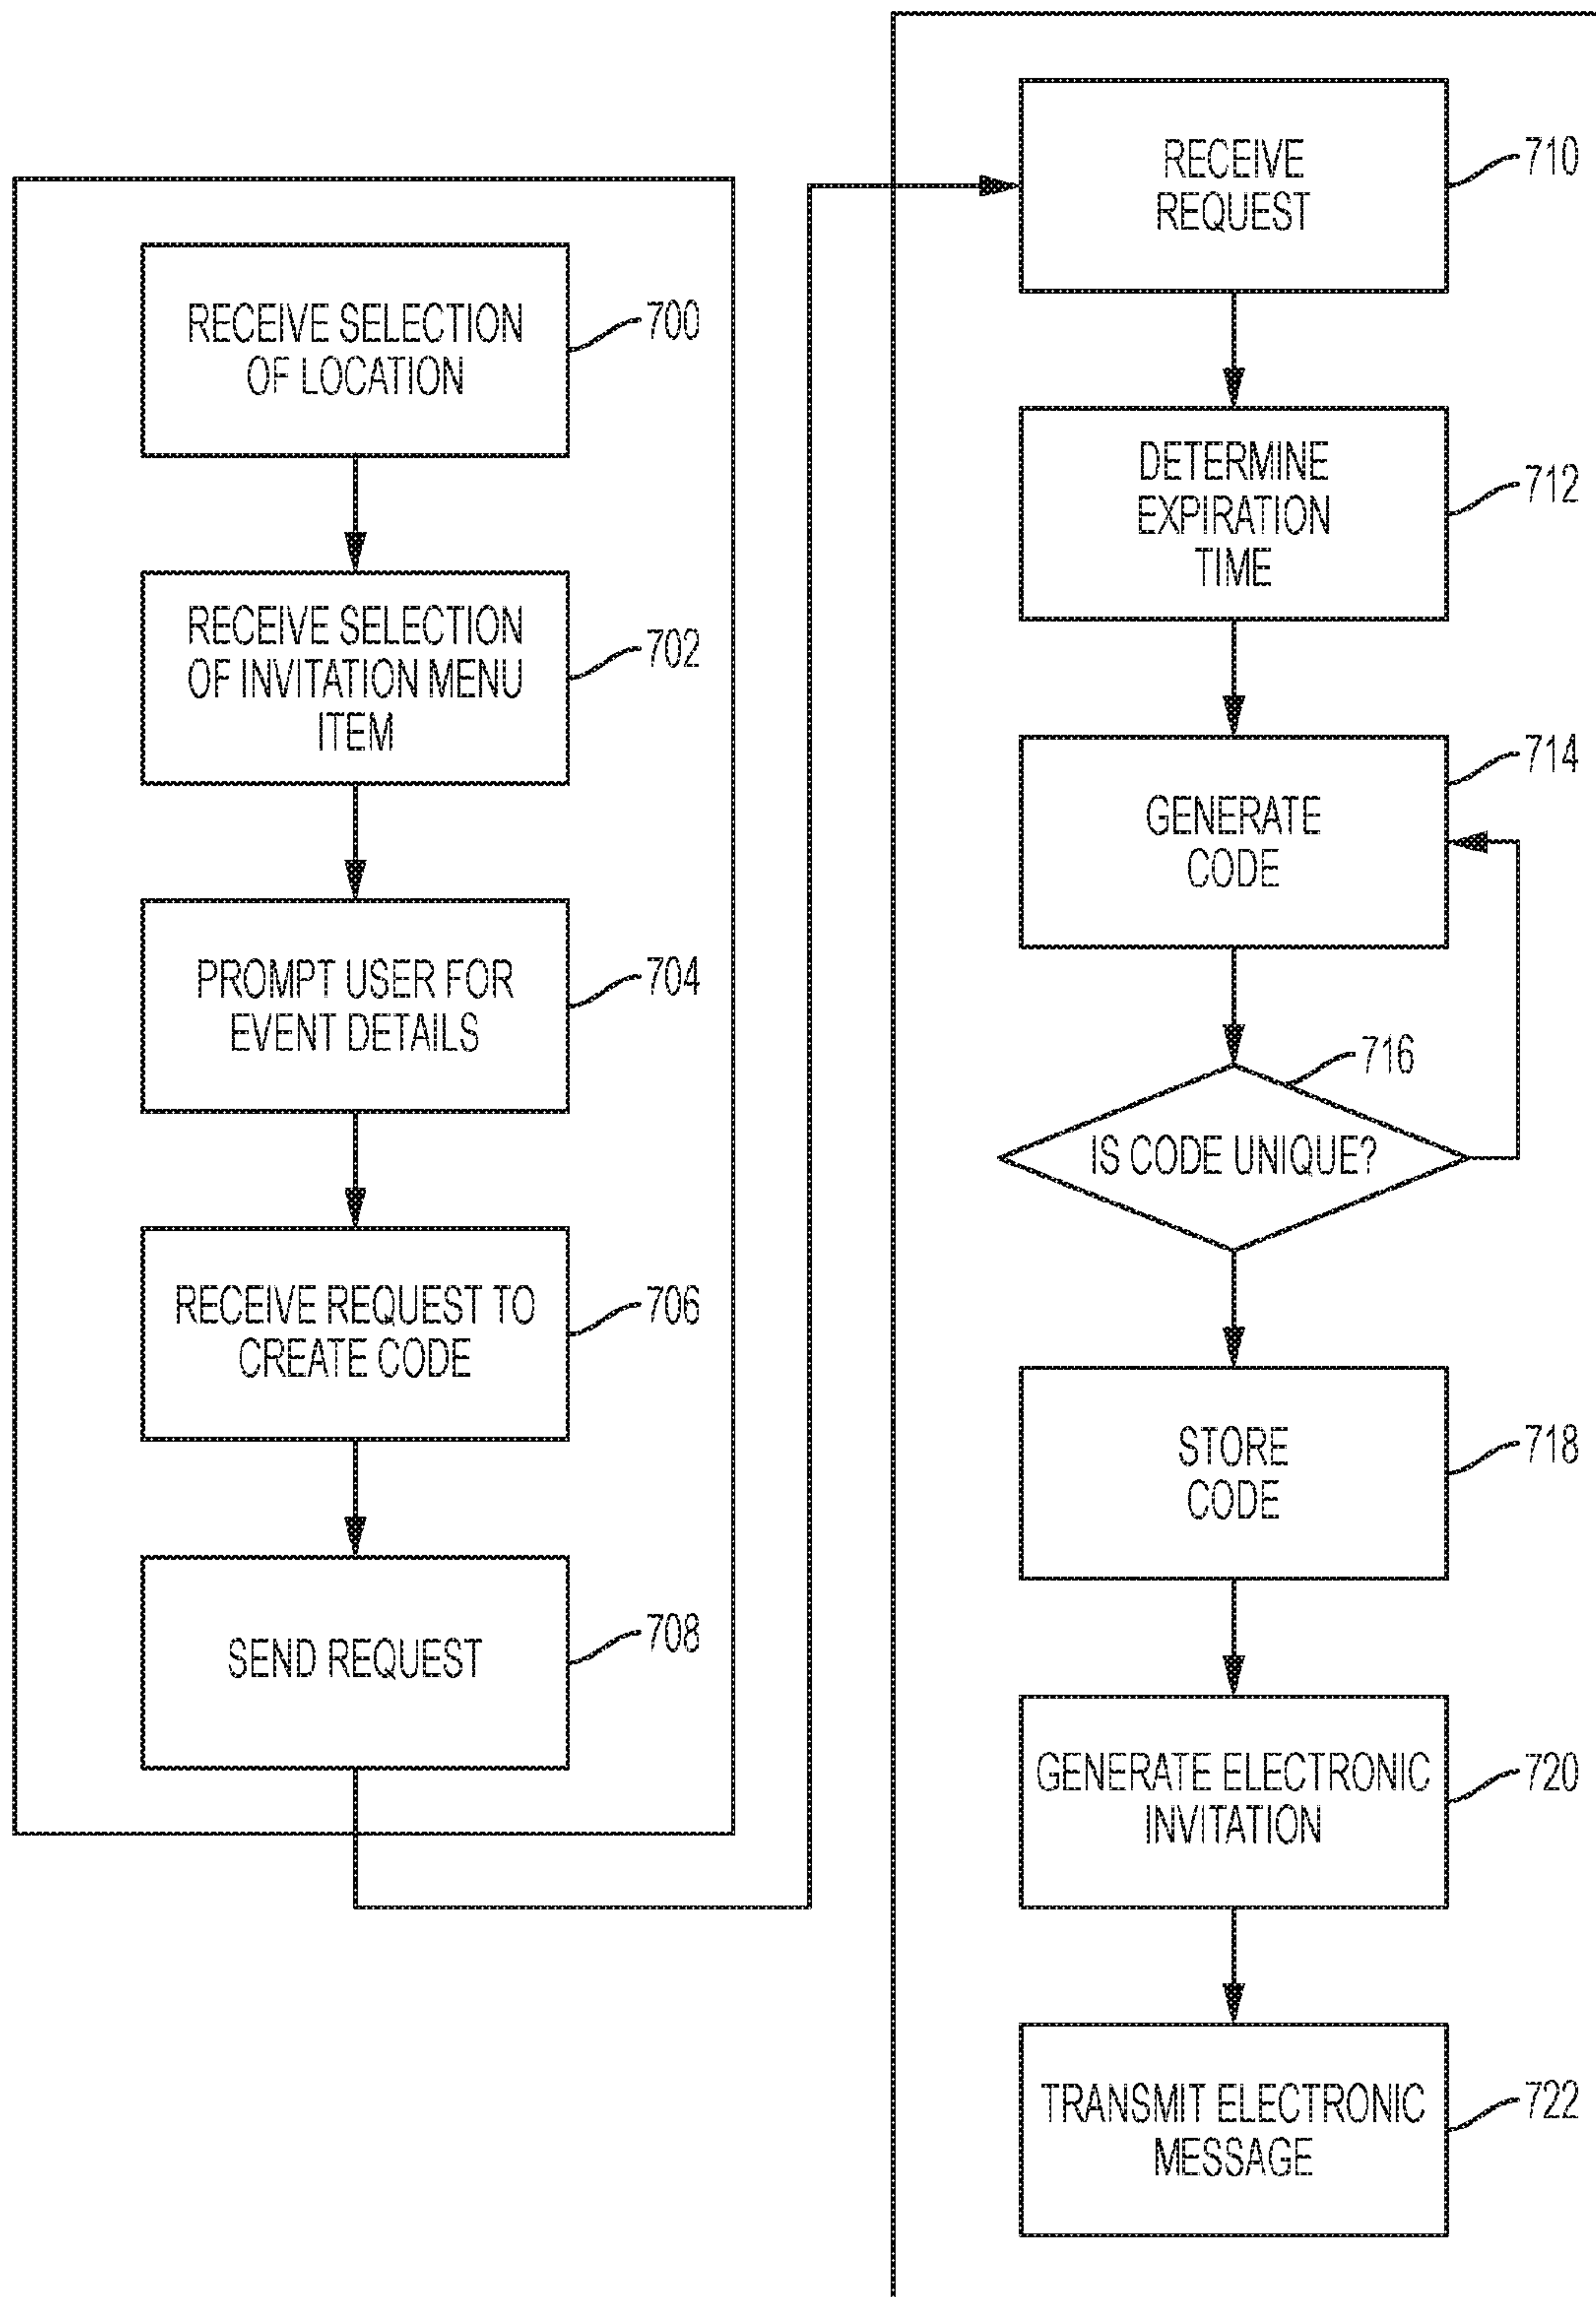 RECEIVE SELECTION
OF LOCATION
700
RECEIVE SELECTION
OF INVITATION MENU
ITEM
702
PROMPT USER FOR
EVENT DETAILS
704
RECEIVE REQUEST TO
CREATE CODE
706
SEND REQUEST
708
RECEIVE
REQUEST
710
DETERMINE
EXPIRATION
TIME
712
GENERATE
CODE
714
IS CODE UNIQUE?
716
STORE
CODE
718
GENERATE ELECTRONIC
INVITATION
720
TRANSMIT ELECTRONIC
MESSAGE
722